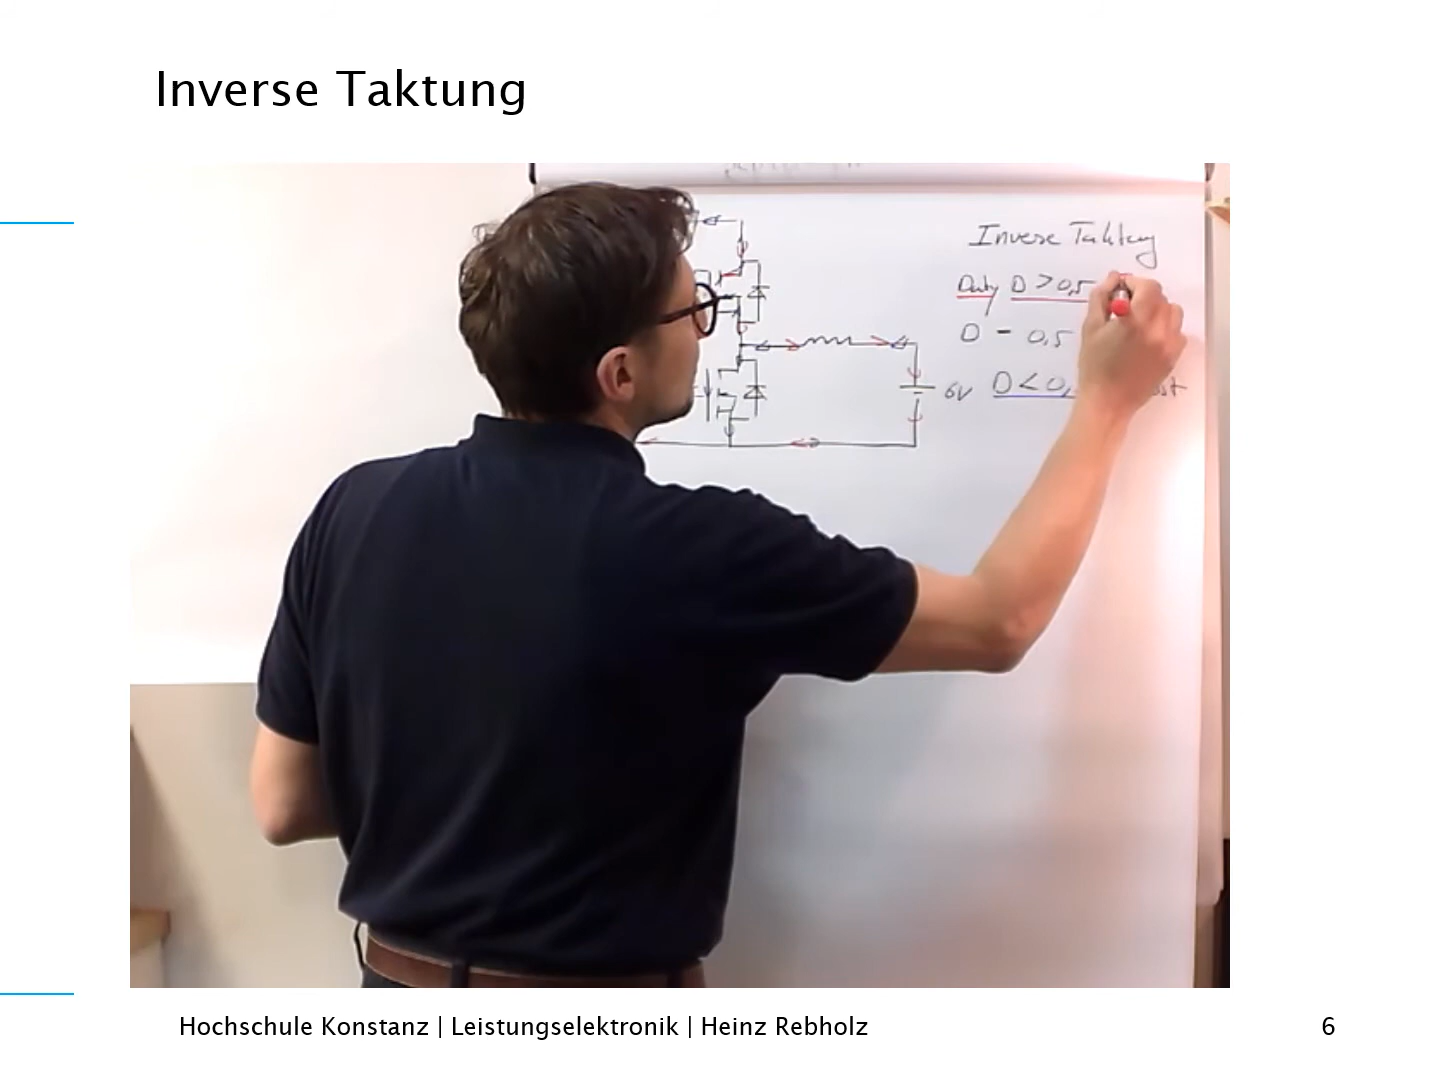 Inverse Taktung
Inverse Taktung
Duty D > 0,5
D - 0,5
6V D < 0,
Hochschule Konstanz | Leistungselektronik | Heinz Rebholz
6